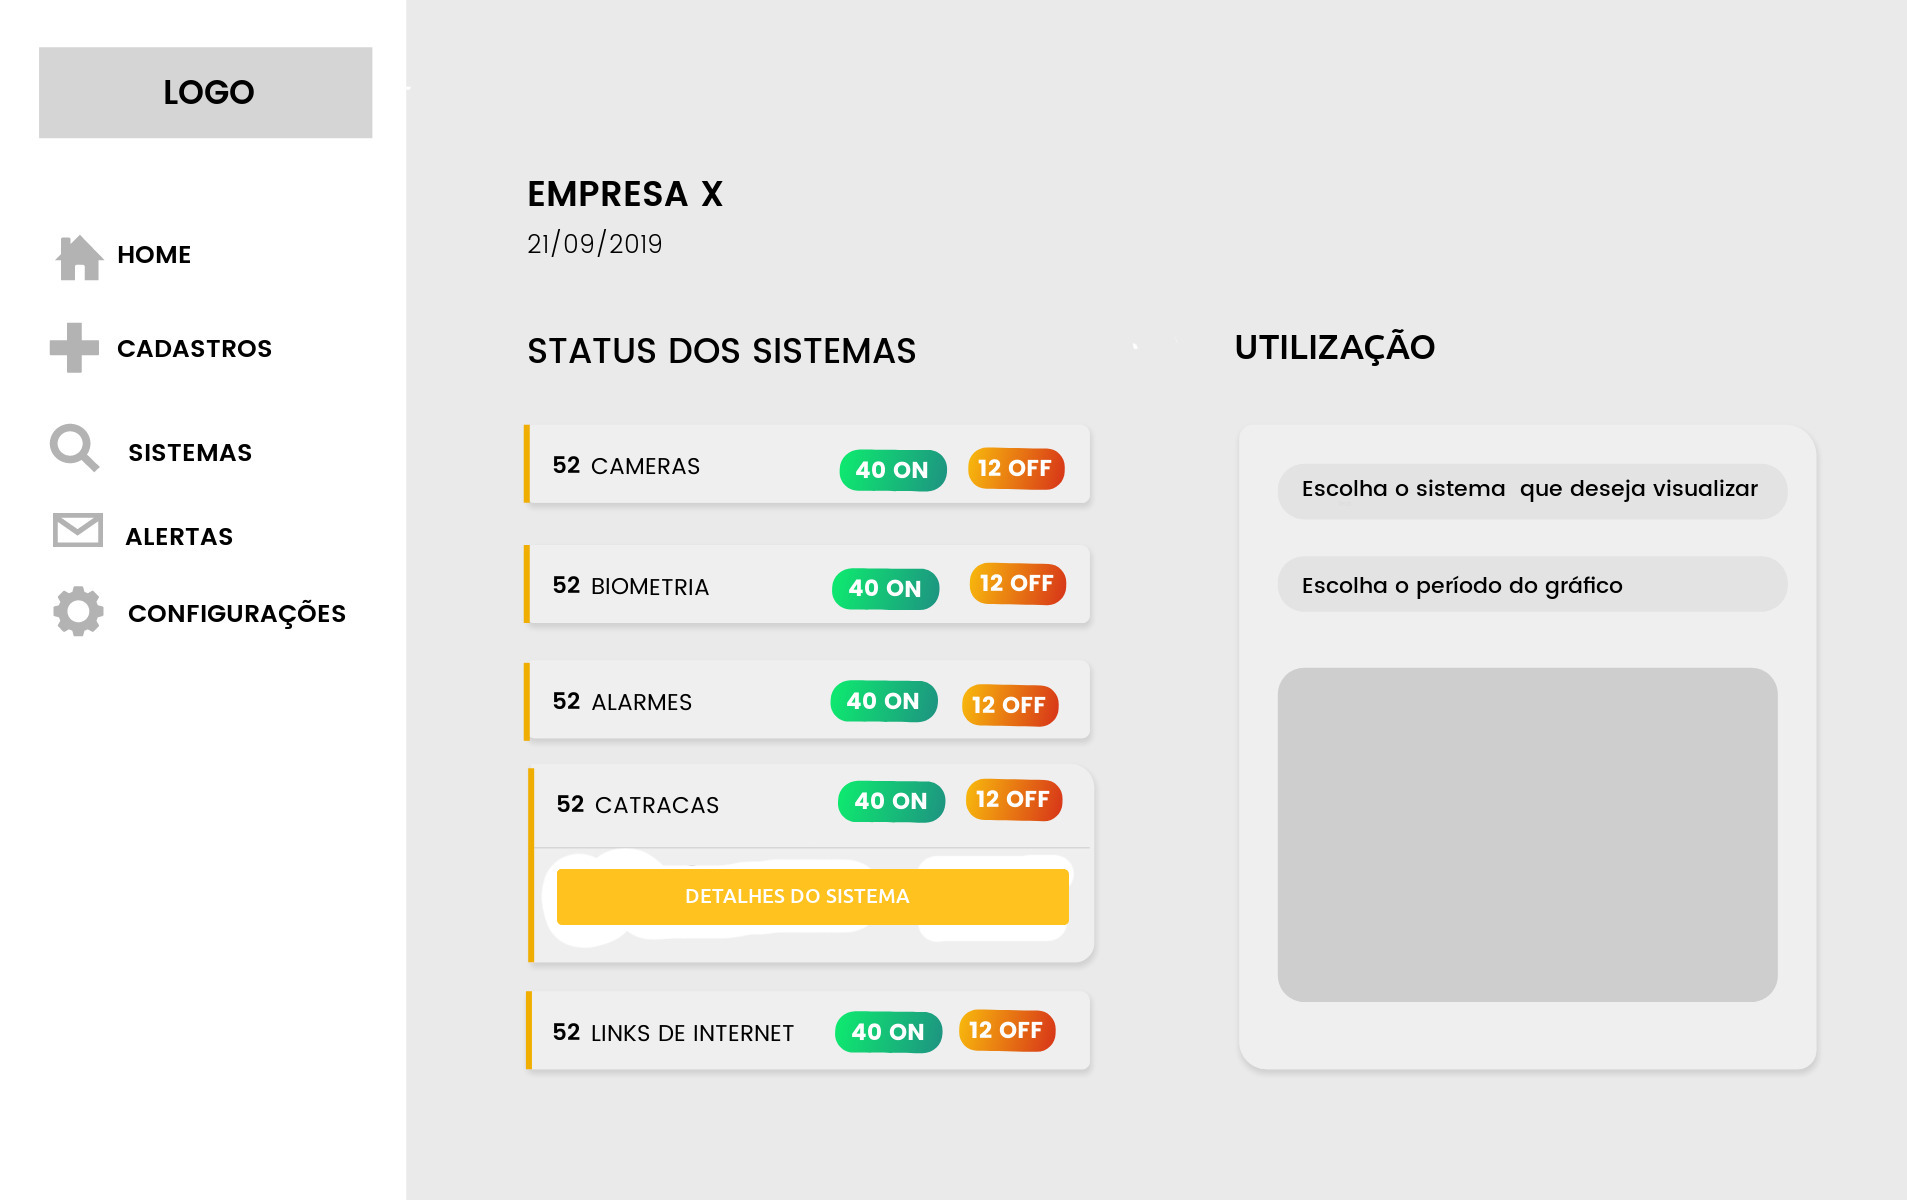 LOGO
HOME
CADASTROS
SISTEMAS
ALERTAS
CONFIGURAÇÕES
EMPRESA X
21/09/2019
STATUS DOS SISTEMAS
52 CAMERAS 40 ON 12 OFF
52 BIOMETRIA 40 ON 12 OFF
52 ALARMES 40 ON 12 OFF
52 CATRACAS 40 ON 12 OFF
DETALHES DO SISTEMA
52 LINKS DE INTERNET 40 ON 12 OFF
UTILIZAÇÃO
Escolha o sistema que deseja visualizar
Escolha o período do gráfico